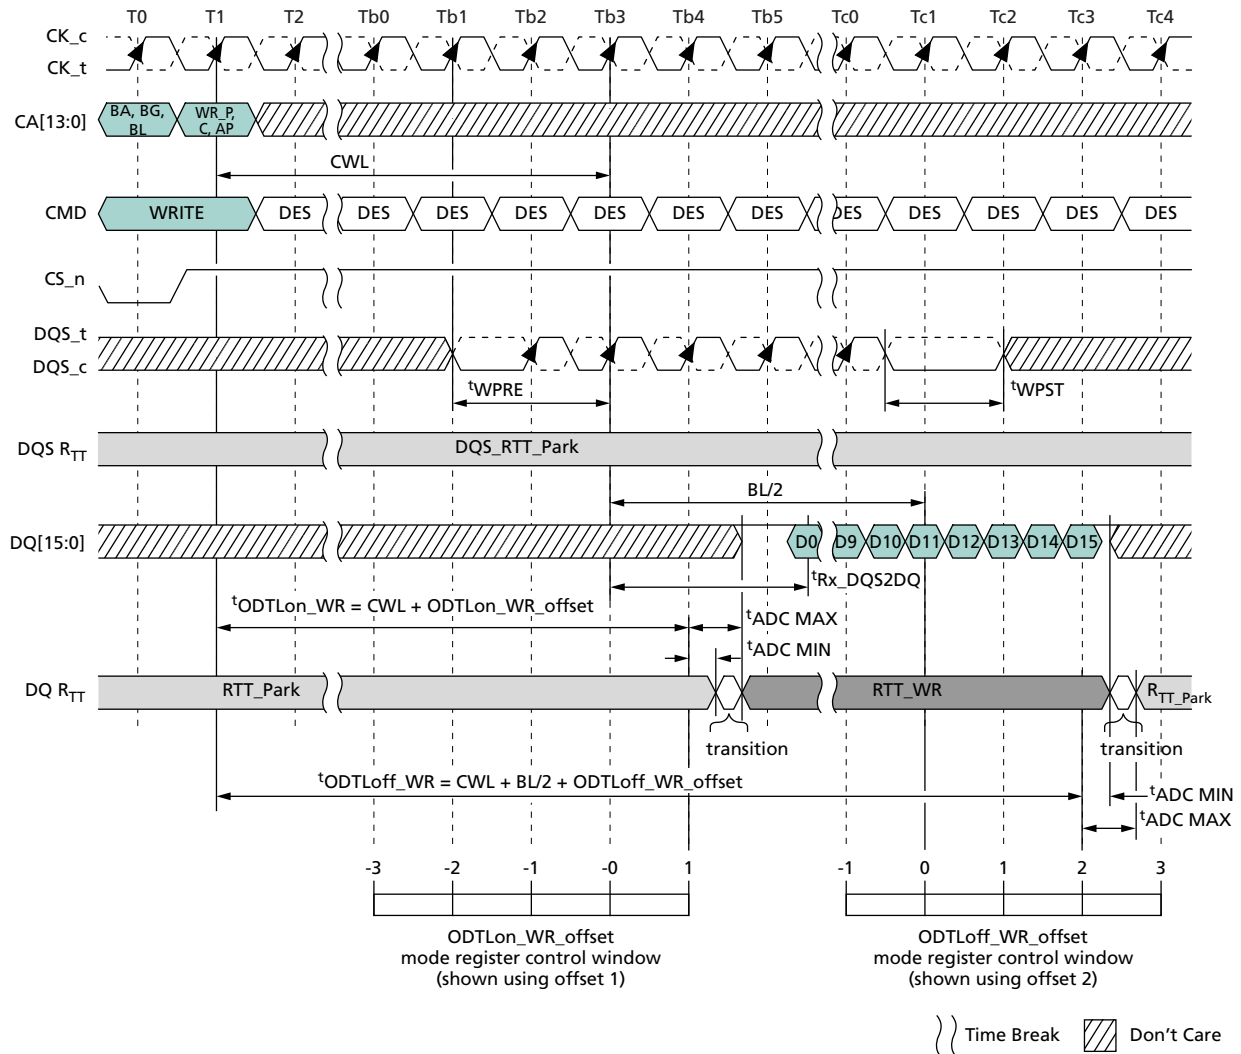 T0 T1 T2 Tb0 Tb1 Tb2 Tb3 Tb4 Tb5 Tc0 Tc1 Tc2 Tc3 Tc4
CK_c
CK_t
CA[13:0]
BA, BG,
BL
WR_P,
C, AP
CWL
CMD
WRITE DES DES DES DES DES DES DES DES DES DES DES DES
CS_n
DQS_t
DQS_c
tWPRE
tWPST
DQS RTT
DQS_RTT_Park
BL/2
DQ[15:0]
D0 D9 D10 D11 D12 D13 D14 D15
tRx_DQS2DQ
tODTLon_WR = CWL + ODTLon_WR_offset
tADC MAX
tADC MIN
DQ RTT
RTT_Park
RTT_WR
RTT_Park
transition
transition
tODTLoff_WR = CWL + BL/2 + ODTLoff_WR_offset
tADC MIN
tADC MAX
-3 -2 -1 -0 1
-1 0 1 2 3
ODTLon_WR_offset
mode register control window
(shown using offset 1)
ODTLoff_WR_offset
mode register control window
(shown using offset 2)
Time Break
Don't Care